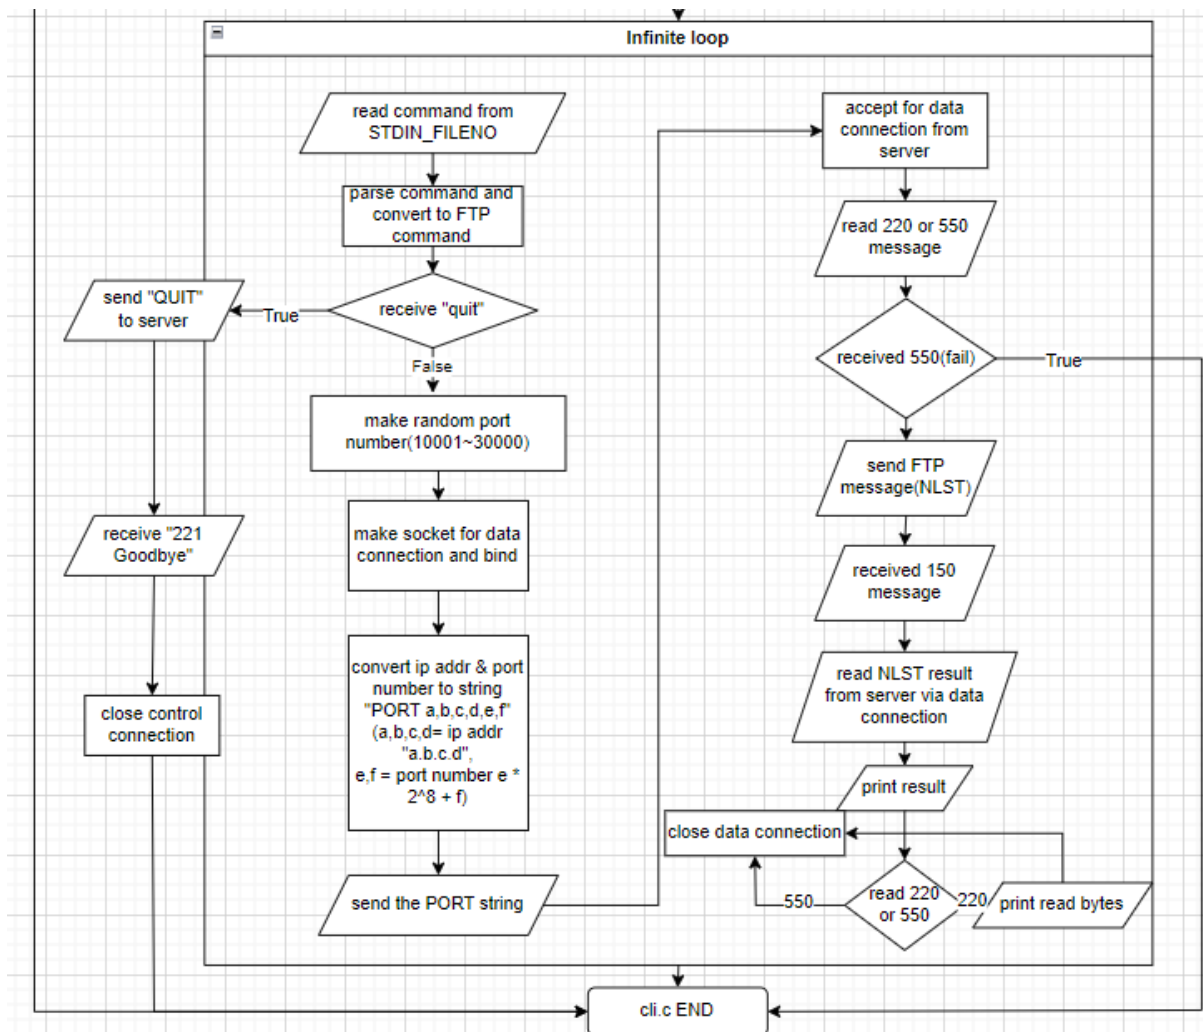 Infinite loop
read command from
STDIN_FILENO
parse command and
convert to FTP
command
receive "quit"
True
send "QUIT"
to server
receive "221
Goodbye"
close control
connection
False
make random port
number(10001~30000)
make socket for data
connection and bind
convert ip addr & port
number to string
"PORT a,b,c,d,e,f"
(a,b,c,d= ip addr
"a.b.c.d",
e,f = port number e *
2^8 + f)
send the PORT string
accept for data
connection from
server
read 220 or 550
message
received 550(fail)
True
send FTP
message(NLST)
received 150
message
read NLST result
from server via data
connection
print result
close data connection
read 220
or 550
550
220
print read bytes
cli.c END